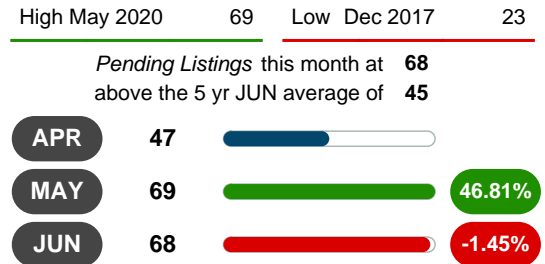 High May 2020 69 Low Dec 2017 23
Pending Listings this month at 68
above the 5 yr JUN average of 45
APR 47
MAY 69 46.81%
JUN 68 -1.45%